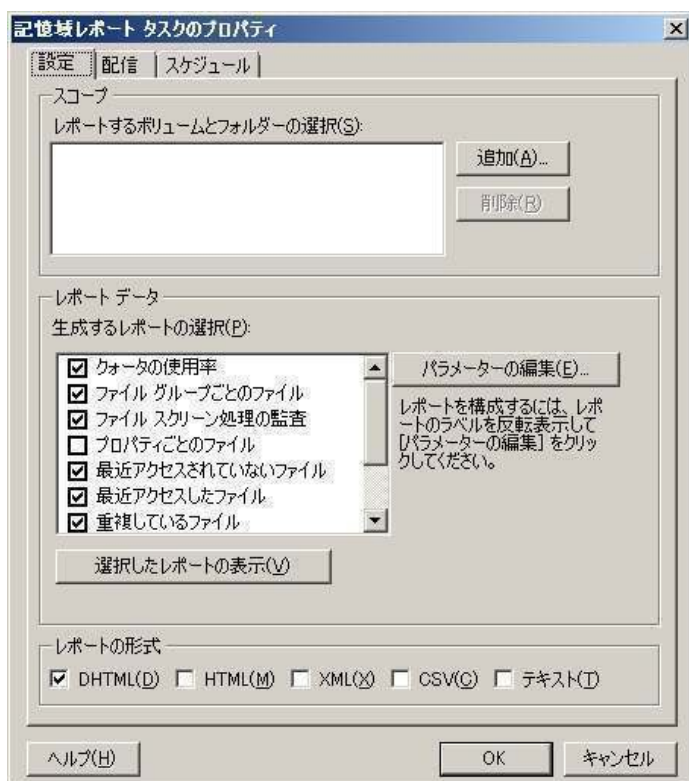 記憶域レポート タスクのプロパティ
設定 配信 スケジュール
スコープ
レポートするボリュームとフォルダーの選択(S):
追加(A)...
削除(R)
レポート データ
生成するレポートの選択(P):
クォータの使用率
ファイル グループごとのファイル
ファイル スクリーン処理の監査
プロパティごとのファイル
最近アクセスされていないファイル
最近アクセスしたファイル
重複しているファイル
パラメーターの編集(E)...
レポートを構成するには、レポ
ートのラベルを反転表示して
[パラメーターの編集] をクリッ
クしてください。
選択したレポートの表示(V)
レポートの形式
DHTML(D) HTML(M) XML(X) CSV(C) テキスト(T)
ヘルプ(H) OK キャンセル